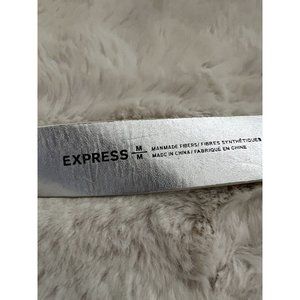 EXPRESS M/M
MANMADE FIBERS / FIBRES SYNTHÉTIQUES
MADE IN CHINA / FABRIQUÉ EN CHINE